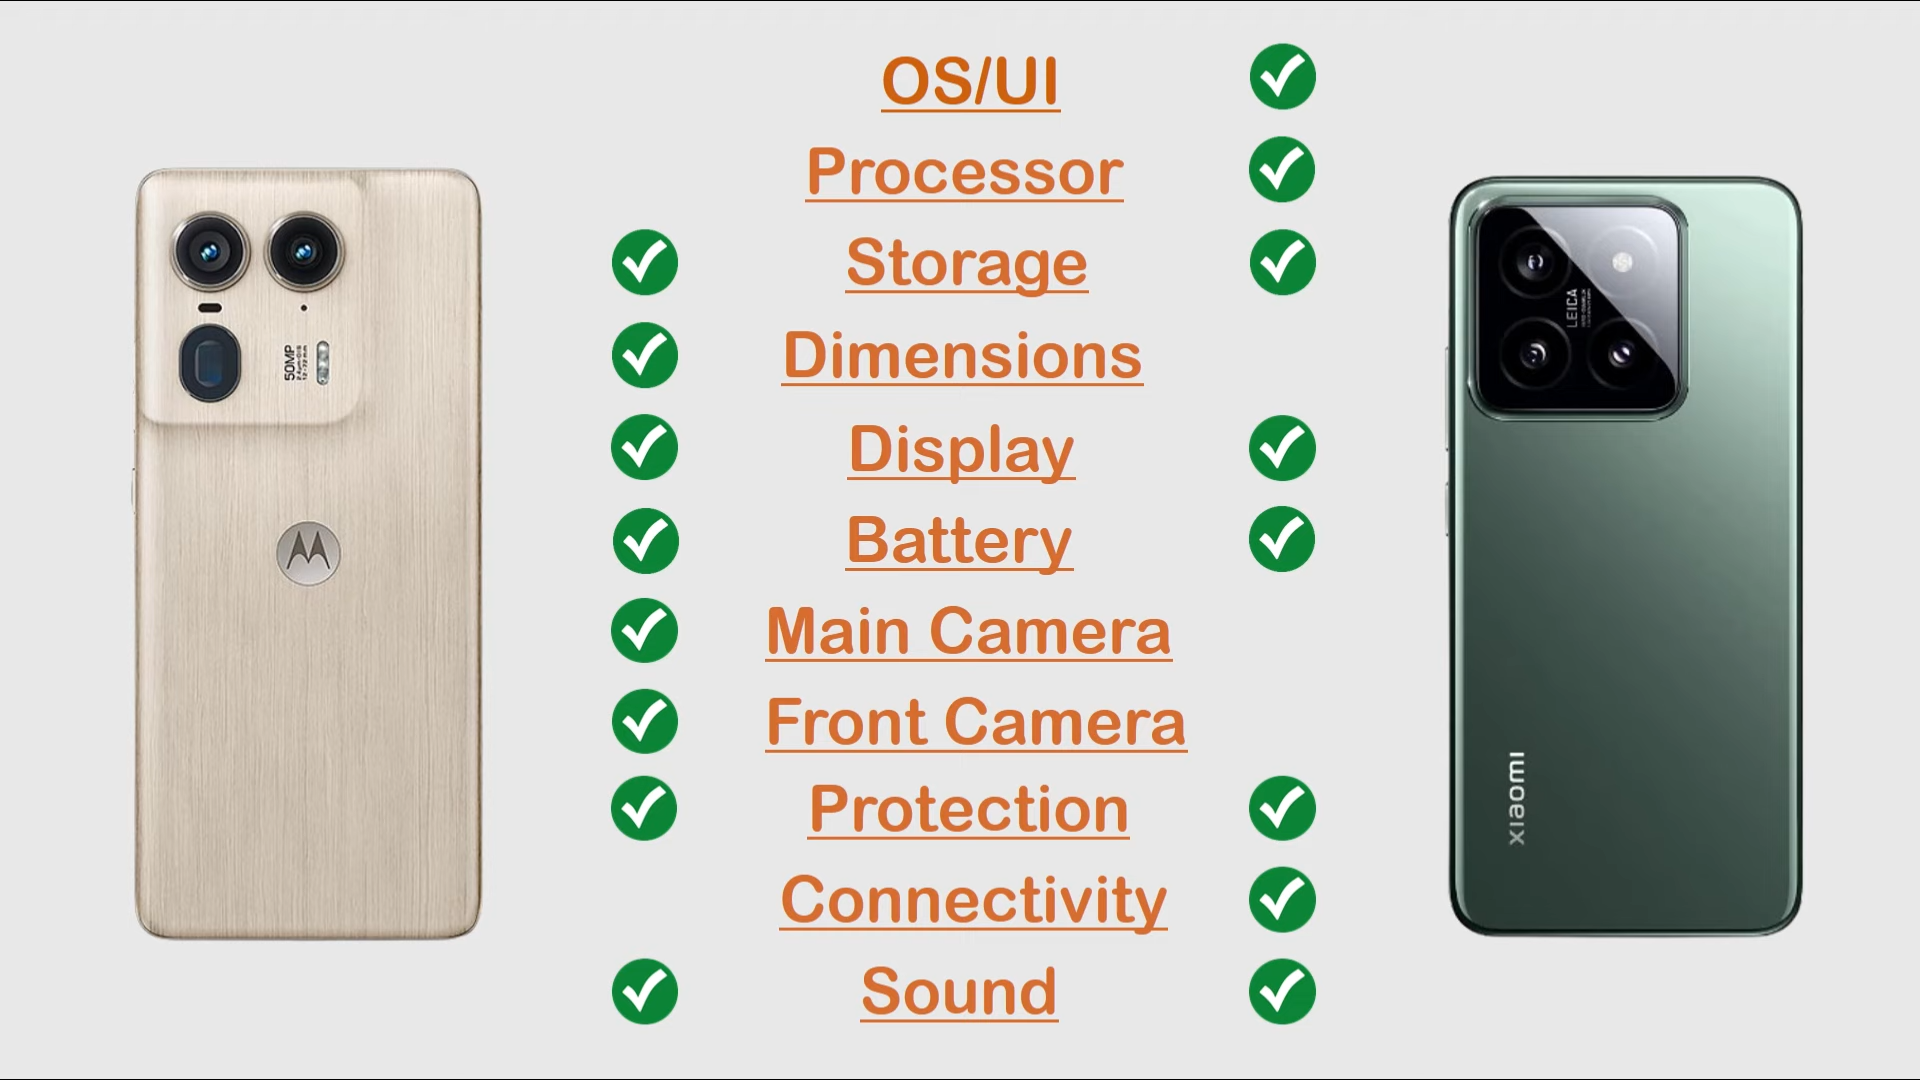 OS/UI
Processor
Storage
Dimensions
Display
Battery
Main Camera
Front Camera
Protection
Connectivity
Sound
50MP
LEICA
xiaomi